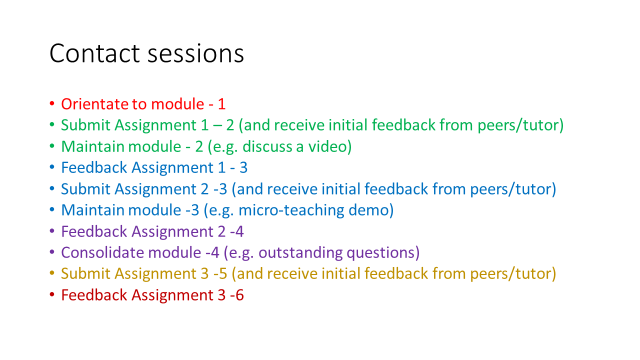 Contact sessions
• Orientate to module - 1
• Submit Assignment 1 – 2 (and receive initial feedback from peers/tutor)
• Maintain module - 2 (e.g. discuss a video)
• Feedback Assignment 1 - 3
• Submit Assignment 2 -3 (and receive initial feedback from peers/tutor)
• Maintain module -3 (e.g. micro-teaching demo)
• Feedback Assignment 2 -4
• Consolidate module -4 (e.g. outstanding questions)
• Submit Assignment 3 -5 (and receive initial feedback from peers/tutor)
• Feedback Assignment 3 -6